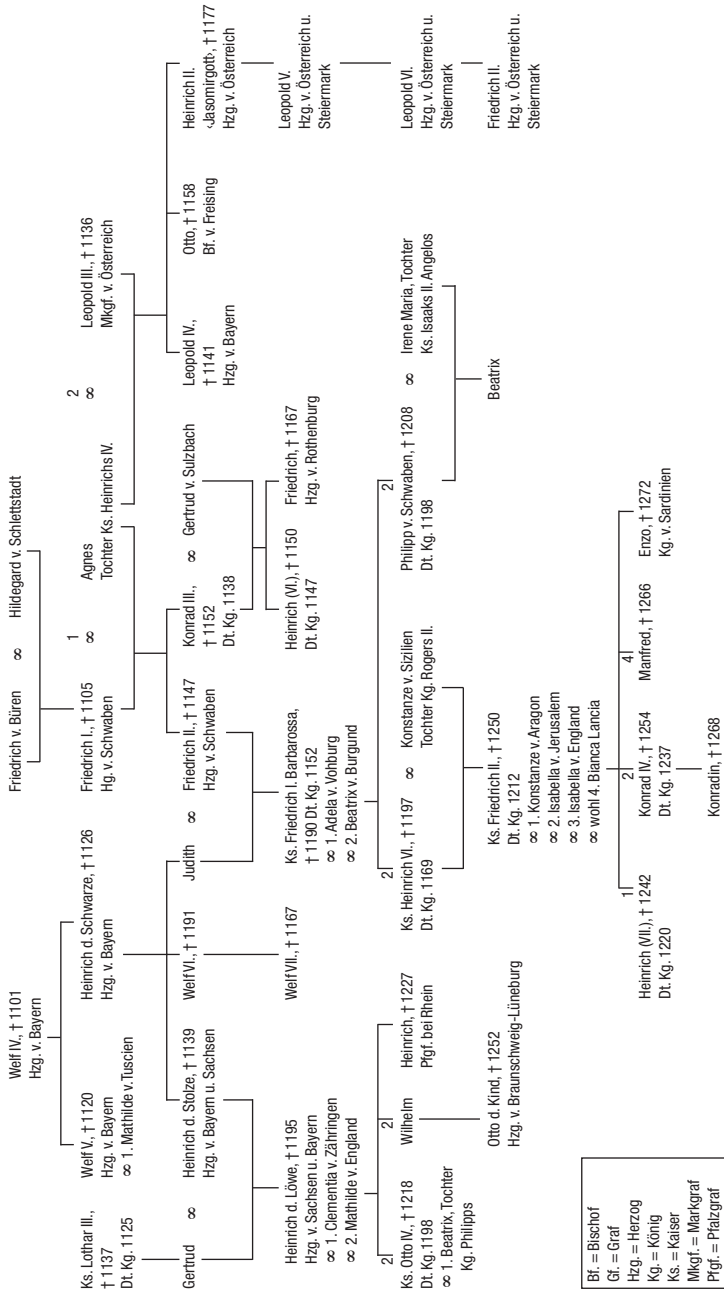 Friedrich v. Büren ∞ Hildegard v. Schlettstadt
Welf IV., † 1101
Hzg. v. Bayern
Ks. Lothar III.,
† 1137
Dt. Kg. 1125
Welf V., † 1120
Hzg. v. Bayern
∞ 1. Mathilde v. Tuscien
Heinrich d. Schwarze, † 1126
Hzg. v. Bayern
Friedrich I., † 1105
Hg. v. Schwaben
1
∞
Agnes
Tochter Ks. Heinrichs IV.
2
∞
Leopold III., † 1136
Mkgf. v. Österreich
Gertrud ∞ Heinrich d. Stolze, † 1139
Hzg. v. Bayern u. Sachsen
Welf VI., † 1191
Judith ∞ Friedrich II., † 1147
Hzg. v. Schwaben
Konrad III.,
† 1152
Dt. Kg. 1138
∞ Gertrud v. Sulzbach
Leopold IV.,
† 1141
Hzg. v. Bayern
Otto, † 1158
Bf. v. Freising
Heinrich II.
‹Jasomirgott›, † 1177
Hzg. v. Österreich
Heinrich d. Löwe, † 1195
Hzg. v. Sachsen u. Bayern
∞ 1. Clementia v. Zähringen
∞ 2. Mathilde v. England
Welf VII., † 1167
Ks. Friedrich I. Barbarossa,
† 1190 Dt. Kg. 1152
∞ 1. Adela v. Vohburg
∞ 2. Beatrix v. Burgund
Heinrich (VI.), † 1150
Dt. Kg. 1147
Friedrich, † 1167
Hzg. v. Rothenburg
Leopold V.
Hzg. v. Österreich u.
Steiermark
2
Ks. Otto IV., † 1218
Dt. Kg. 1198
∞ 1. Beatrix, Tochter
Kg. Philipps
2
Wilhelm
Heinrich, † 1227
Pfgf. bei Rhein
2
Ks. Heinrich VI., † 1197
Dt. Kg. 1169
∞ Konstanze v. Sizilien
Tochter Kg. Rogers II.
2
Philipp v. Schwaben, † 1208
Dt. Kg. 1198
∞ Irene Maria, Tochter
Ks. Isaaks II. Angelos
Leopold VI.
Hzg. v. Österreich u.
Steiermark
Otto d. Kind, † 1252
Hzg. v. Braunschweig-Lüneburg
Ks. Friedrich II., † 1250
Dt. Kg. 1212
∞ 1. Konstanze v. Aragon
∞ 2. Isabella v. Jerusalem
∞ 3. Isabella v. England
∞ wohl 4. Bianca Lancia
Beatrix
Friedrich II.
Hzg. v. Österreich u.
Steiermark
1
Heinrich (VII.), † 1242
Dt. Kg. 1220
2
Konrad IV., † 1254
Dt. Kg. 1237
4
Manfred, † 1266
Enzo, † 1272
Kg. v. Sardinien
Konradin, † 1268
Bf. = Bischof
Gf. = Graf
Hzg. = Herzog
Kg. = König
Ks. = Kaiser
Mkgf. = Markgraf
Pfgf. = Pfalzgraf